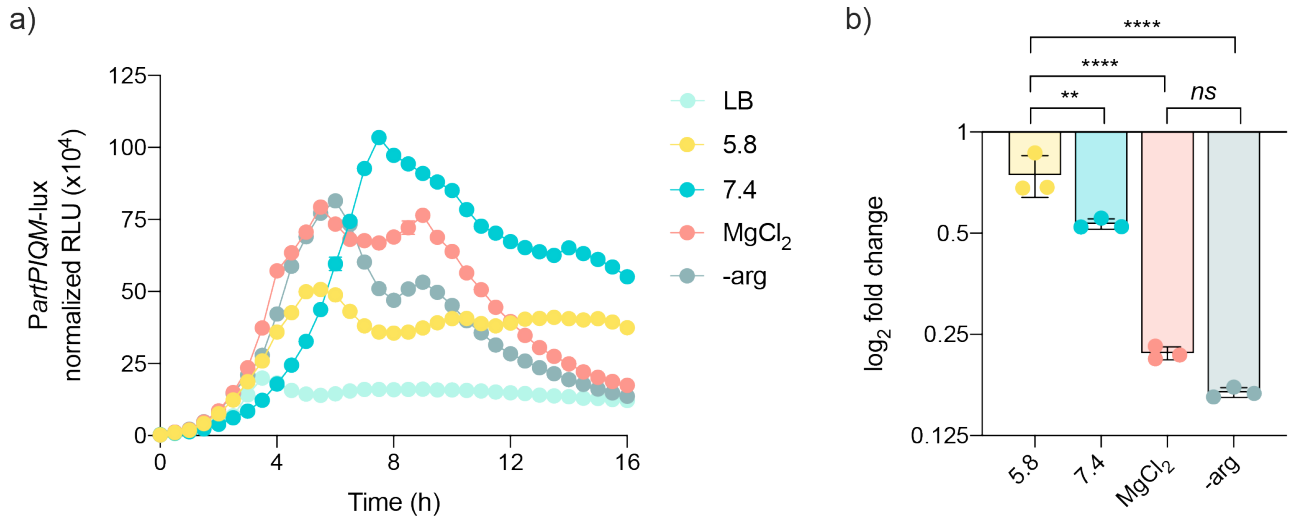 a)
P artPIQM-lux
normalized RLU (x10⁴)
125
100
75
50
25
0
0 4 8 12 16
Time (h)
LB
5.8
7.4
MgCl₂
-arg
b)
****
****
** ns
log₂ fold change
1
0.5
0.25
0.125
5.8 7.4 MgCl₂ -arg